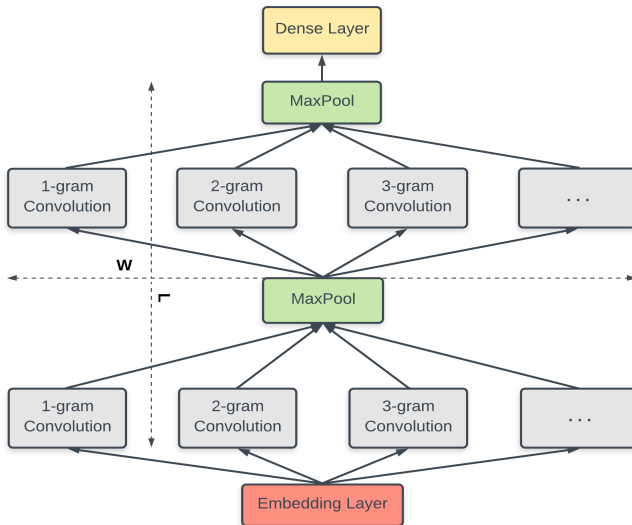 Dense Layer
MaxPool
1-gram
Convolution
2-gram
Convolution
3-gram
Convolution
...
W
L
MaxPool
1-gram
Convolution
2-gram
Convolution
3-gram
Convolution
...
Embedding Layer